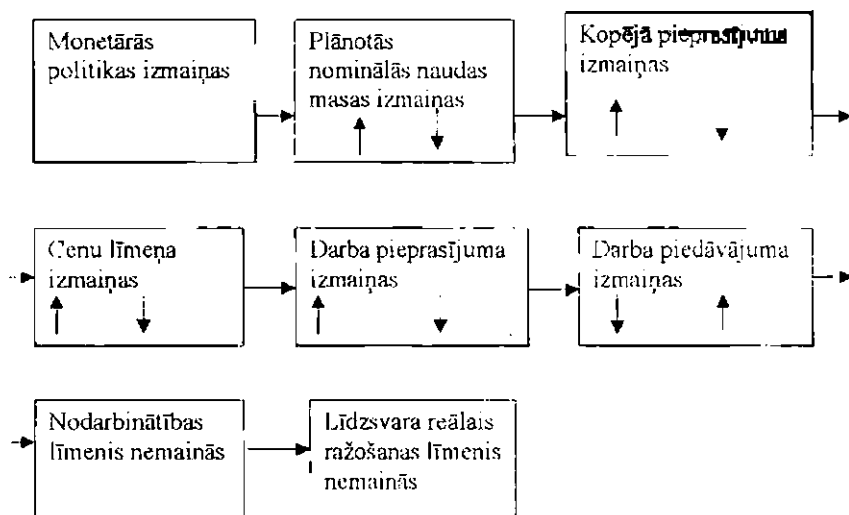 Monetārās
politikas izmaiņas
Plānotās
nominālās naudas
masas izmaiņas
Kopējā pieprasījuma
izmaiņas
Cenu līmeņa
izmaiņas
Darba pieprasījuma
izmaiņas
Darba piedāvājuma
izmaiņas
Nodarbinātības
līmenis nemainās
Līdzsvara reālais
ražošanas līmenis
nemainās